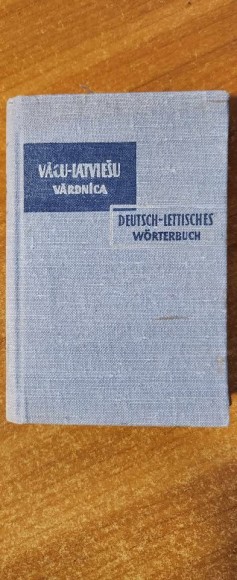 VĀCU-LATVIEŠU
VĀRDNĪCA
DEUTSCH-LETTISCHES
WÖRTERBUCH